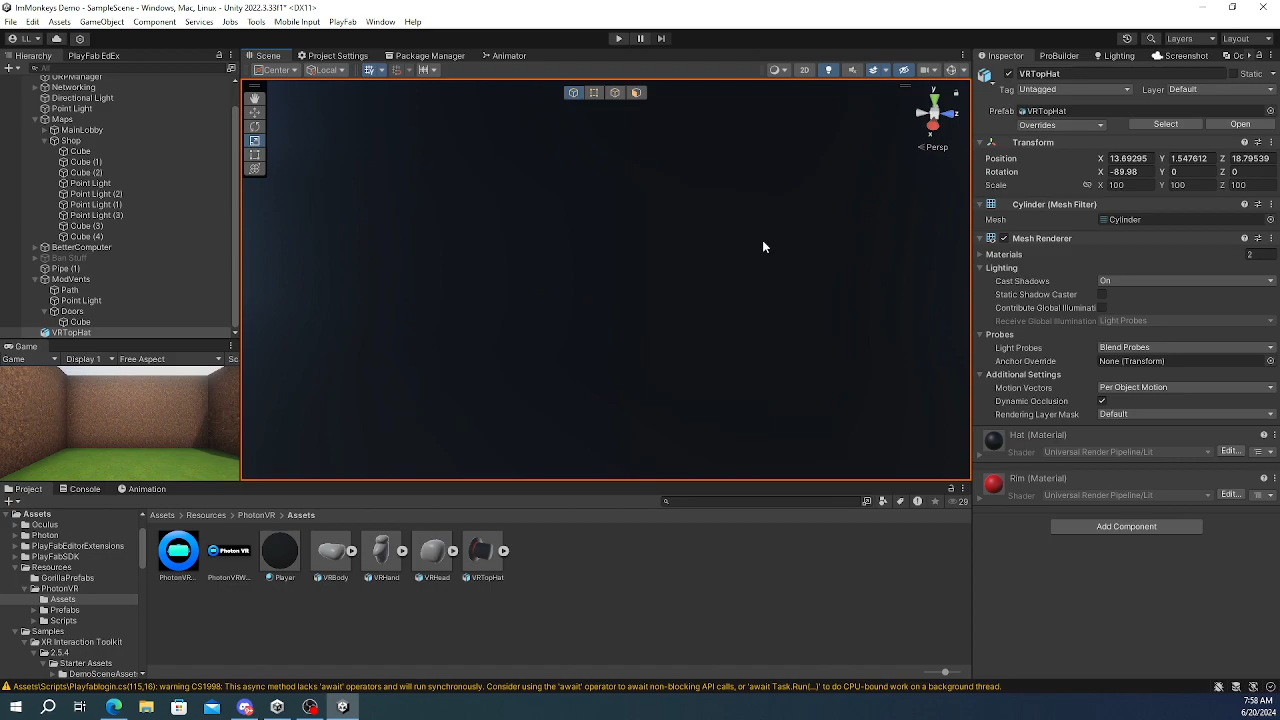 ImMonkeys Demo - SampleScene - Windows, Mac, Linux - Unity 2022.3.33f1* <DX11>
File Edit Assets GameObject Component Services Jobs Tools Mobile Input PlayFab Window Help
LL Layers Layout
Hierarchy PlayFab EdEx
All
Networking
Directional Light
Point Light
Maps
MainLobby
Shop
Cube
Cube (1)
Cube (2)
Point Light
Point Light (2)
Point Light (1)
Point Light (3)
Cube (3)
Cube (4)
BetterComputer
Ban Stuff
Pipe (1)
ModVents
Path
Point Light
Doors
Cube
VRTopHat
Game
Game Display 1 Free Aspect Sc
Scene Project Settings Package Manager Animator
Center Local 2D
y
z
x
Persp
Inspector ProBuilder Lighting Screenshot Oc
VRTopHat Static
Tag Untagged Layer Default
Prefab VRTopHat
Overrides Select Open
Transform
Position X 13.69295 Y 1.547612 Z 18.79539
Rotation X -89.98 Y 0 Z 0
Scale X 100 Y 100 Z 100
Cylinder (Mesh Filter)
Mesh Cylinder
Mesh Renderer
Materials 2
Lighting
Cast Shadows On
Static Shadow Caster
Contribute Global Illuminati
Receive Global Illumination Light Probes
Probes
Light Probes Blend Probes
Anchor Override None (Transform)
Additional Settings
Motion Vectors Per Object Motion
Dynamic Occlusion
Rendering Layer Mask Default
Hat (Material)
Shader Universal Render Pipeline/Lit Edit...
Rim (Material)
Shader Universal Render Pipeline/Lit Edit...
Add Component
Project Console Animation
29
Assets
Oculus
Photon
PlayFabEditorExtensions
PlayFabSDK
Resources
GorillaPrefabs
PhotonVR
Assets
Prefabs
Scripts
Samples
XR Interaction Toolkit
2.5.4
Starter Assets
DemoSceneAssets
Assets > Resources > PhotonVR > Assets
Photon VR
PhotonVR... PhotonVRW... Player VRBody VRHand VRHead VRTopHat
Assets\Scripts\Playfablogin.cs(115,16): warning CS1998: This async method lacks 'await' operators and will run synchronously. Consider using the 'await' operator to await non-blocking API calls, or 'await Task.Run(...)' to do CPU-bound work on a background thread.
7:58 AM
6/20/2024